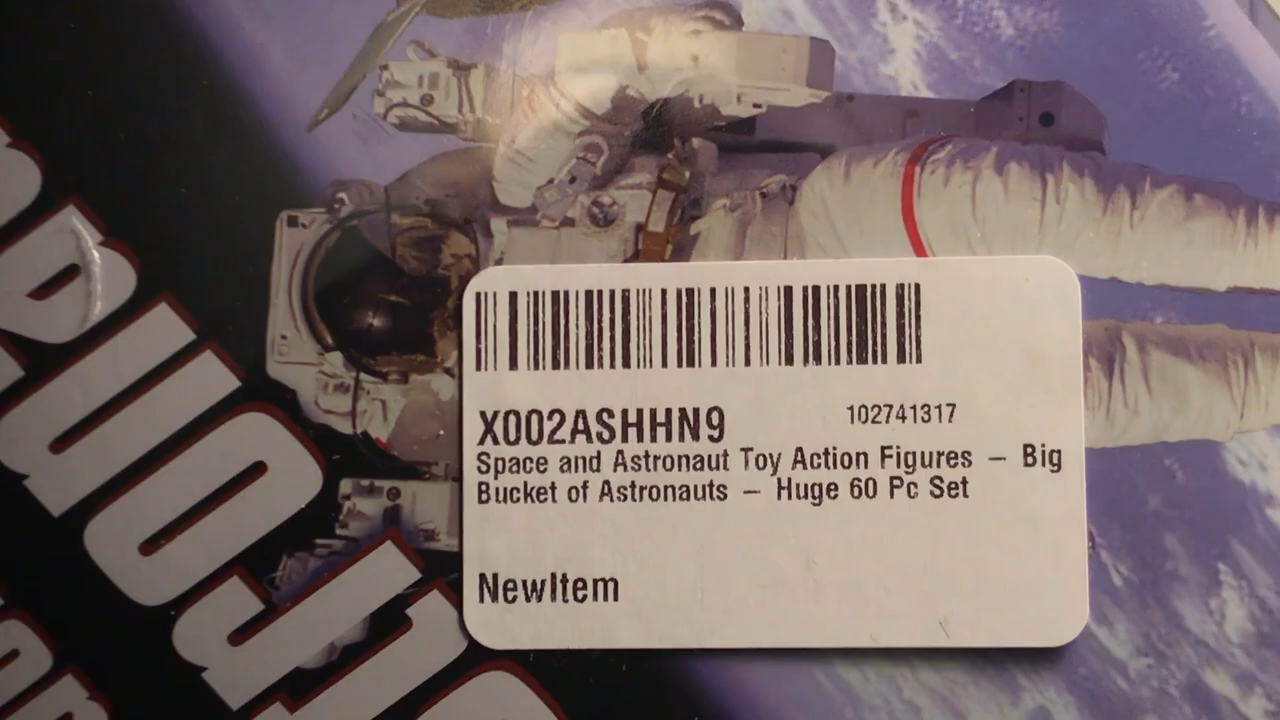 X002ASHHN9
102741317
Space and Astronaut Toy Action Figures – Big
Bucket of Astronauts – Huge 60 Pc Set
NewItem